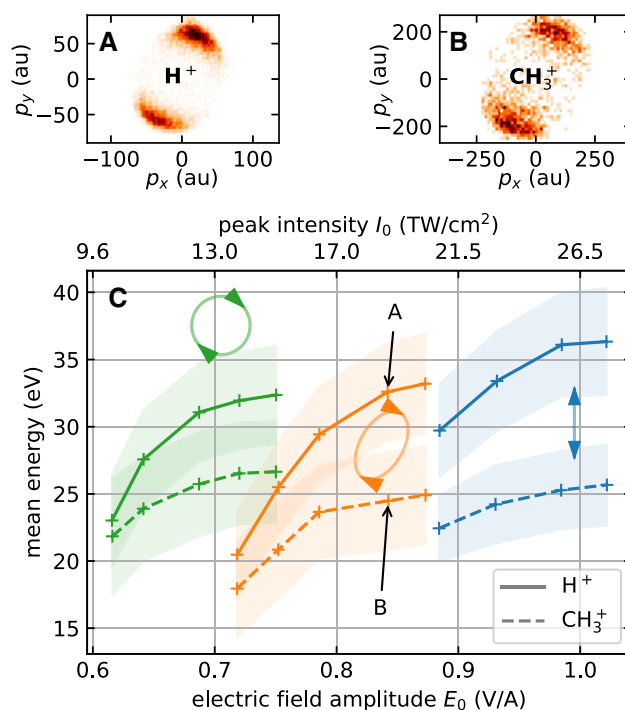 A
H⁺
50
0
−50
p_y (au)
−100
0
100
p_x (au)
B
CH₃⁺
200
0
−200
p_y (au)
−250
0
250
p_x (au)
peak intensity I₀ (TW/cm²)
9.6
13.0
17.0
21.5
26.5
C
A
B
40
35
30
25
20
15
mean energy (eV)
H⁺
CH₃⁺
0.6
0.7
0.8
0.9
1.0
electric field amplitude E₀ (V/A)